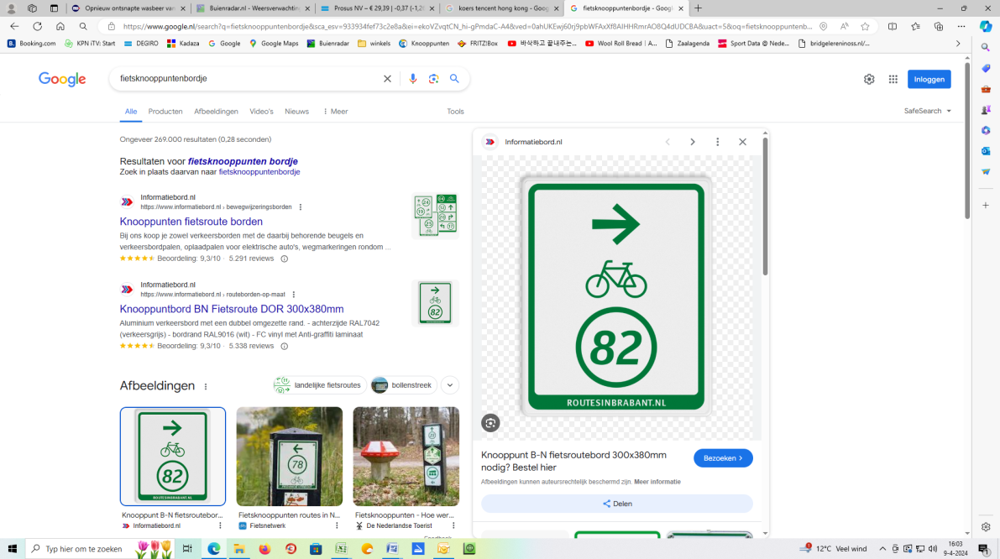 Opnieuw ontsnapte wasbeer van
Buienradar.nl - Weersverwachting
Prosus NV – € 29,39 | -0,37 (-1,2
koers tencent hong kong - Goog
fietsknooppuntenbordje - Google
https://www.google.nl/search?q=fietsknooppuntenbordje&sca_esv=933934fef73c2e8a&ei=ekoVZvqtCN_hi-gPmdaC-A4&ved=0ahUKEwj60rj9pbWFAxXf8AIHHRmrAO8Q4dUDCBA&uact=5&oq=fietsknooppuntenb...
Booking.com KPN iTV: Start DEGIRO Kadaza Google Google Maps Buienradar winkels Knooppunten FRITZ!Box 바삭하고 끝내주는... Wool Roll Bread | A... Zaalagenda Sport Data @ Nede... bridgelereninoss.nl/...
Google
fietsknooppuntenbordje
Inloggen
Alle Producten Afbeeldingen Video's Nieuws Meer Tools
SafeSearch
Ongeveer 269.000 resultaten (0,28 seconden)
Resultaten voor fietsknooppunten bordje
Zoek in plaats daarvan naar fietsknooppuntenbordje
Informatiebord.nl
https://www.informatiebord.nl › bewegwijzeringsborden
Knooppunten fietsroute borden
Bij ons koop je zowel verkeersborden met de daarbij behorende beugels en
verkeersbordpalen, oplaadpalen voor elektrische auto's, wegmarkeringen rondom ...
Beoordeling: 9,3/10 · 5.291 reviews
Informatiebord.nl
https://www.informatiebord.nl › routeborden-op-maat
Knooppuntbord BN Fietsroute DOR 300x380mm
Aluminium verkeersbord met een dubbel omgezette rand. - achterzijde RAL7042
(verkeersgrijs) - bordrand RAL9016 (wit) - FC vinyl met Anti-graffiti laminaat
Beoordeling: 9,3/10 · 5.338 reviews
82
Afbeeldingen
landelijke fietsroutes
bollenstreek
82
ROUTESINBRABANT.NL
78
Knooppunt B-N fietsroutebor...
Informatiebord.nl
Fietsknooppunten routes in N...
Fietsnetwerk
Fietsknooppunten - Hoe wer...
De Nederlandse Toerist
Informatiebord.nl
82
ROUTESINBRABANT.NL
Knooppunt B-N fietsroutebord 300x380mm
nodig? Bestel hier
Bezoeken
Afbeeldingen kunnen auteursrechtelijk beschermd zijn. Meer informatie
Delen
Feedback
Typ hier om te zoeken
12°C Veel wind
16:03
9-4-2024